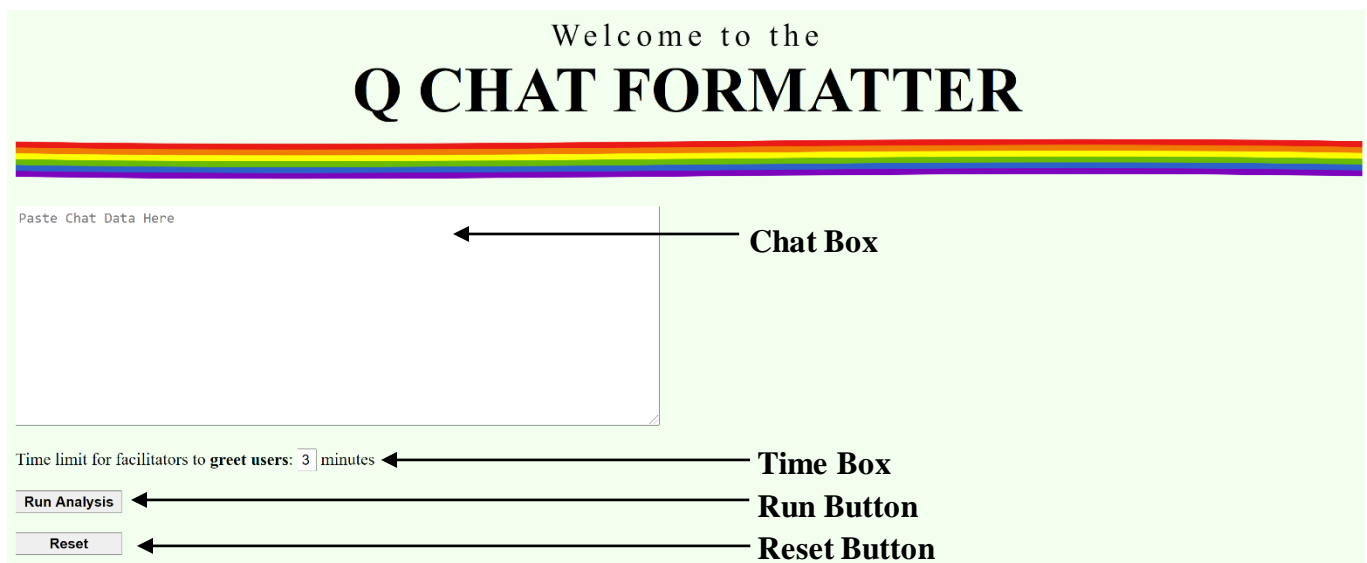 Welcome to the
Q CHAT FORMATTER
Paste Chat Data Here
Chat Box
Time limit for facilitators to greet users: 3 minutes
Time Box
Run Analysis
Run Button
Reset
Reset Button